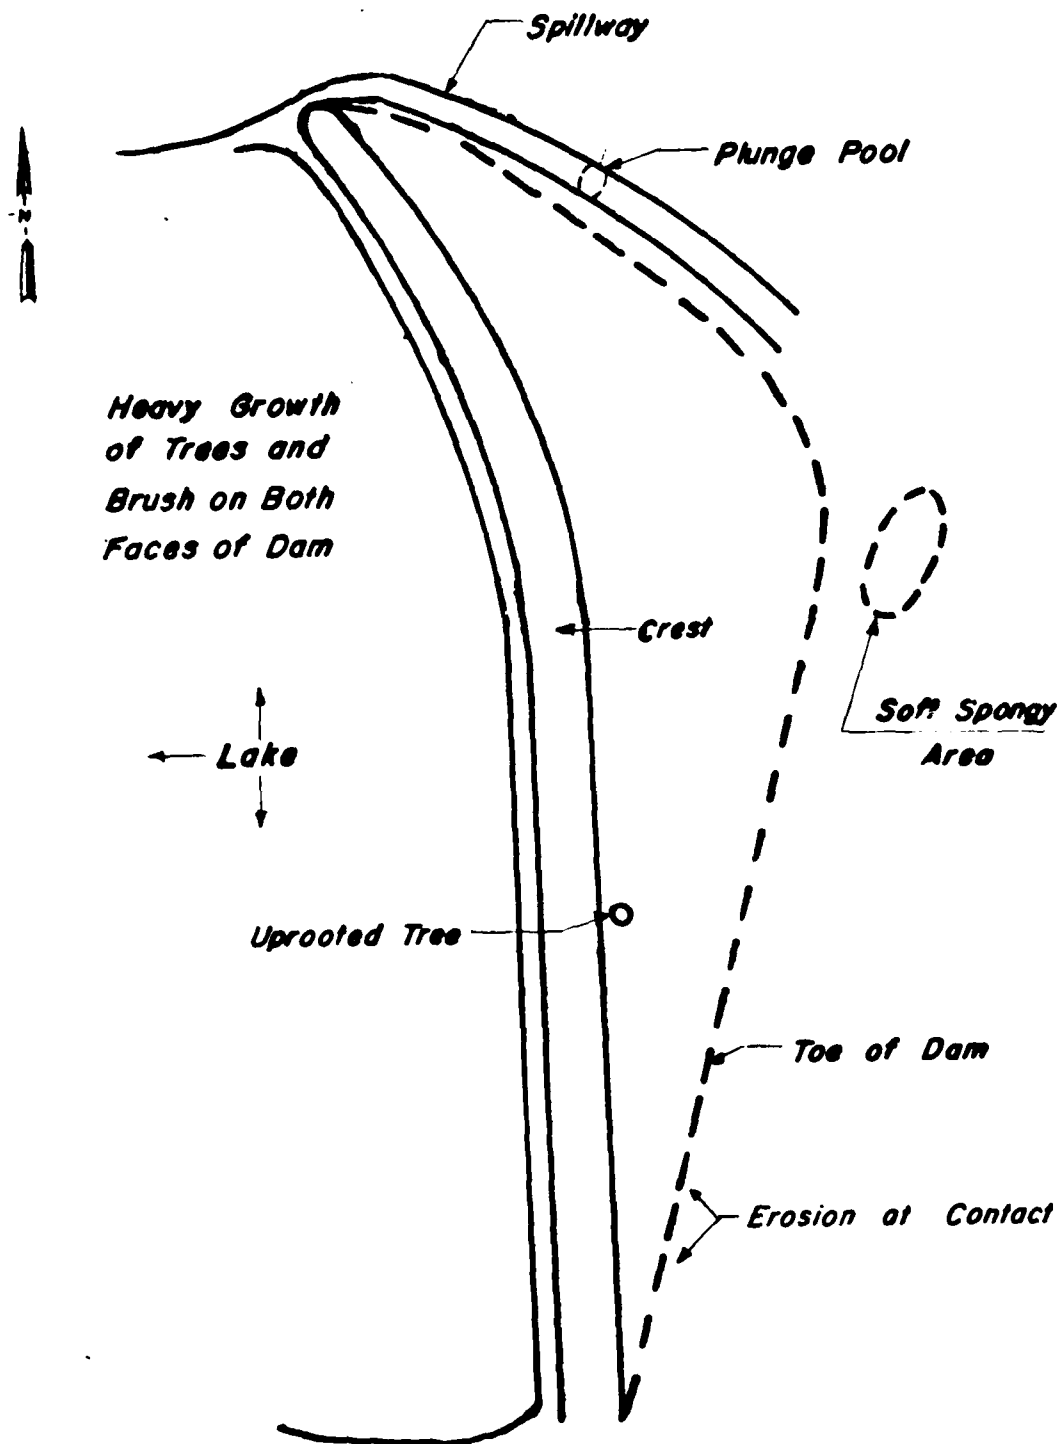 Spillway
Plunge Pool
N
Heavy Growth
of Trees and
Brush on Both
Faces of Dam
Crest
Soft Spongy
Area
Lake
Uprooted Tree
Toe of Dam
Erosion at Contact